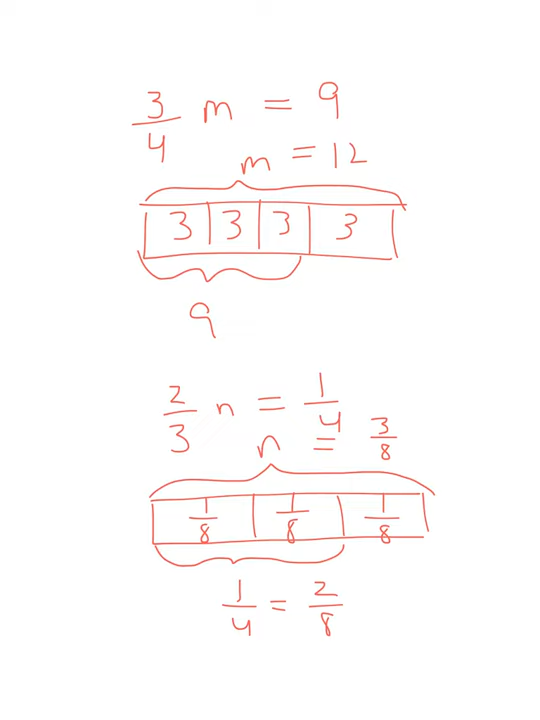 3/4 m = 9
m = 12
3 3 3 3
9
2/3 n = 1/4
n = 3/8
1/8 1/8 1/8
1/4 = 2/8